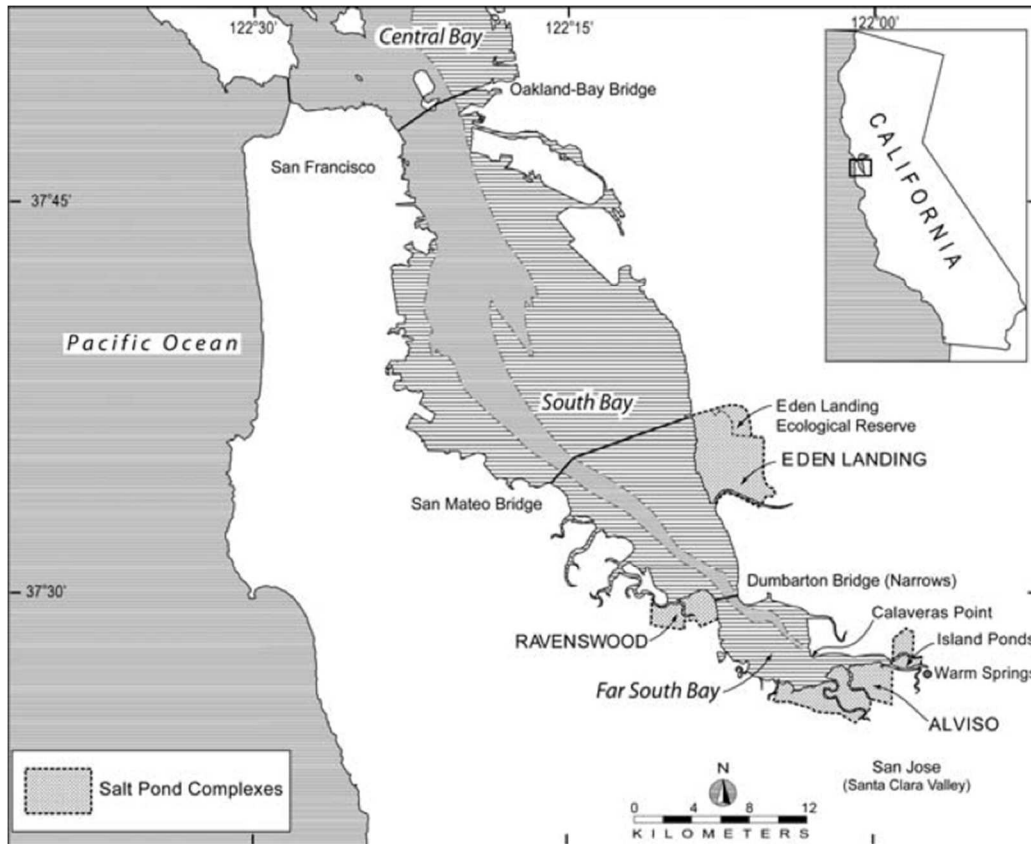 122°30'
122°15'
122°00'
Central Bay
Oakland-Bay Bridge
San Francisco
37°45'
CALIFORNIA
Pacific Ocean
South Bay
Eden Landing
Ecological Reserve
EDEN LANDING
San Mateo Bridge
37°30'
Dumbarton Bridge (Narrows)
Calaveras Point
RAVENSWOOD
Island Ponds
Warm Springs
Far South Bay
ALVISO
Salt Pond Complexes
San Jose
(Santa Clara Valley)
N
0 4 8 12
KILOMETERS